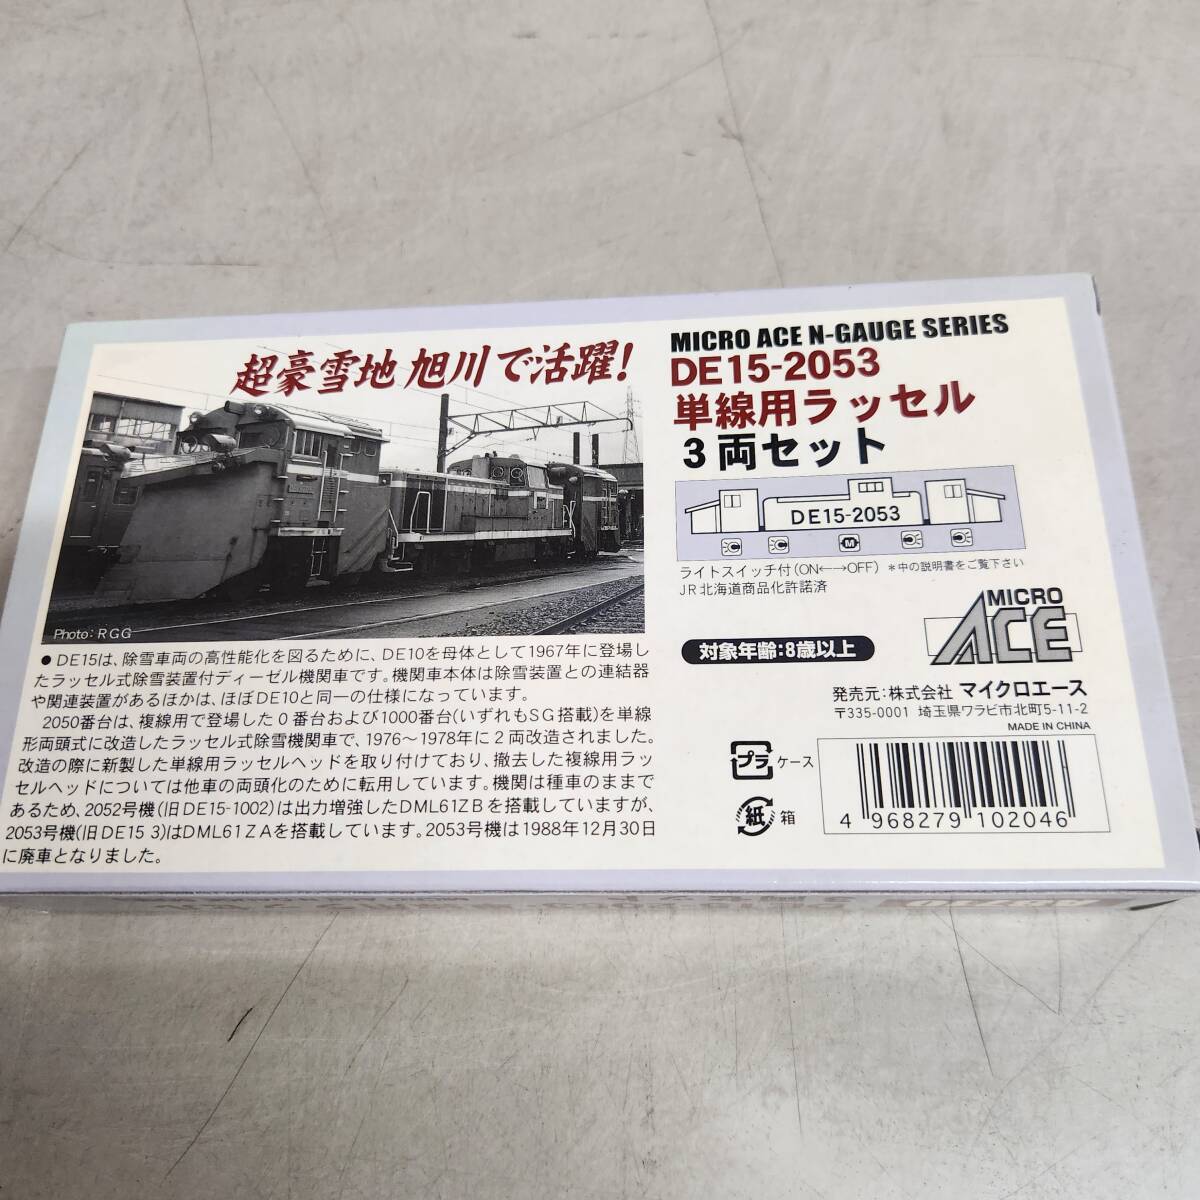 超豪雪地 旭川で活躍!
Photo: RGG
●DE15は、除雪車両の高性能化を図るために、DE10を母体として1967年に登場し
たラッセル式除雪装置付ディーゼル機関車です。機関車本体は除雪装置との連結器
や関連装置があるほかは、ほぼDE10と同一の仕様になっています。
2050番台は、複線用で登場した0番台および1000番台(いずれもSG搭載)を単線
形両頭式に改造したラッセル式除雪機関車で、1976〜1978年に2両改造されました。
改造の際に新製した単線用ラッセルヘッドを取り付けており、撤去した複線用ラッ
セルヘッドについては他車の両頭化のために転用しています。機関は種車のままで
あるため、2052号機(旧DE15-1002)は出力増強したDML61ZBを搭載していますが、
2053号機(旧DE15 3)はDML61ZAを搭載しています。2053号機は1988年12月30日
に廃車となりました。
MICRO ACE N-GAUGE SERIES
DE15-2053
単線用ラッセル
3両セット
DE15-2053
M
ライトスイッチ付(ON←→OFF) *中の説明書をご覧下さい
JR北海道商品化許諾済
MICRO
ACE
対象年齢:8歳以上
発売元:株式会社 マイクロエース
〒335-0001 埼玉県ワラビ市北町5-11-2
MADE IN CHINA
プラ ケース
紙 箱
4 968279 102046